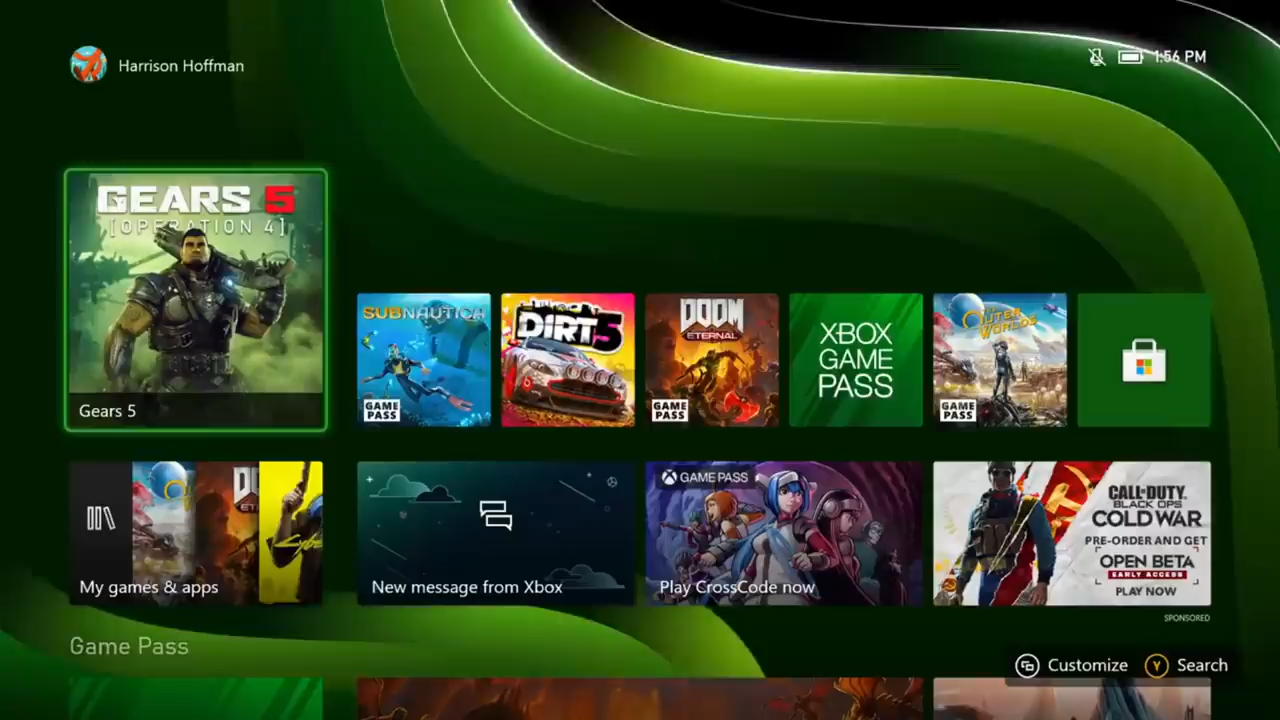 Harrison Hoffman
1:56 PM
GEARS 5
[OPERATION 4]
Gears 5
SUBNAUTICA
GAME
PASS
DIRT 5
DOOM
ETERNAL
GAME
PASS
XBOX
GAME
PASS
OUTER
WORLDS
GAME
PASS
My games & apps
New message from Xbox
GAME PASS
Play CrossCode now
CALL OF DUTY
BLACK OPS
COLD WAR
PRE-ORDER AND GET
OPEN BETA
EARLY ACCESS
PLAY NOW
SPONSORED
Game Pass
Customize
Y Search